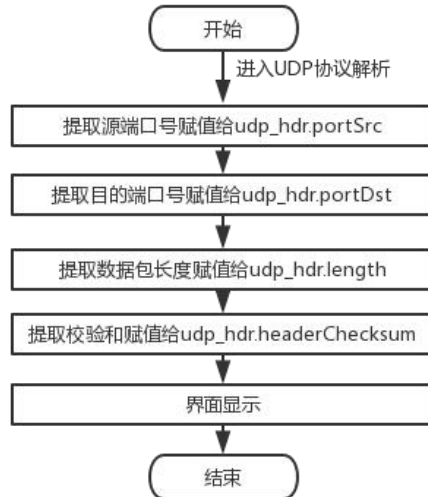 开始
进入UDP协议解析
提取源端口号赋值给udp_hdr.portSrc
提取目的端口号赋值给udp_hdr.portDst
提取数据包长度赋值给udp_hdr.length
提取校验和赋值给udp_hdr.headerChecksum
界面显示
结束